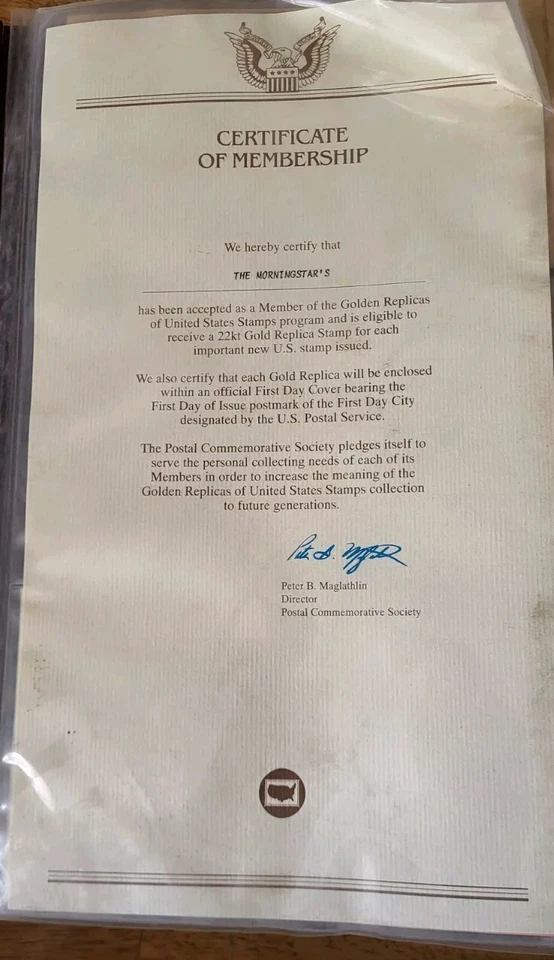 CERTIFICATE
OF MEMBERSHIP
We hereby certify that
THE MORNINGSTAR'S
has been accepted as a Member of the Golden Replicas
of United States Stamps program and is eligible to
receive a 22kt Gold Replica Stamp for each
important new U.S. stamp issued.
We also certify that each Gold Replica will be enclosed
within an official First Day Cover bearing the
First Day of Issue postmark of the First Day City
designated by the U.S. Postal Service.
The Postal Commemorative Society pledges itself to
serve the personal collecting needs of each of its
Members in order to increase the meaning of the
Golden Replicas of United States Stamps collection
to future generations.
Peter B. Maglathlin
Peter B. Maglathlin
Director
Postal Commemorative Society